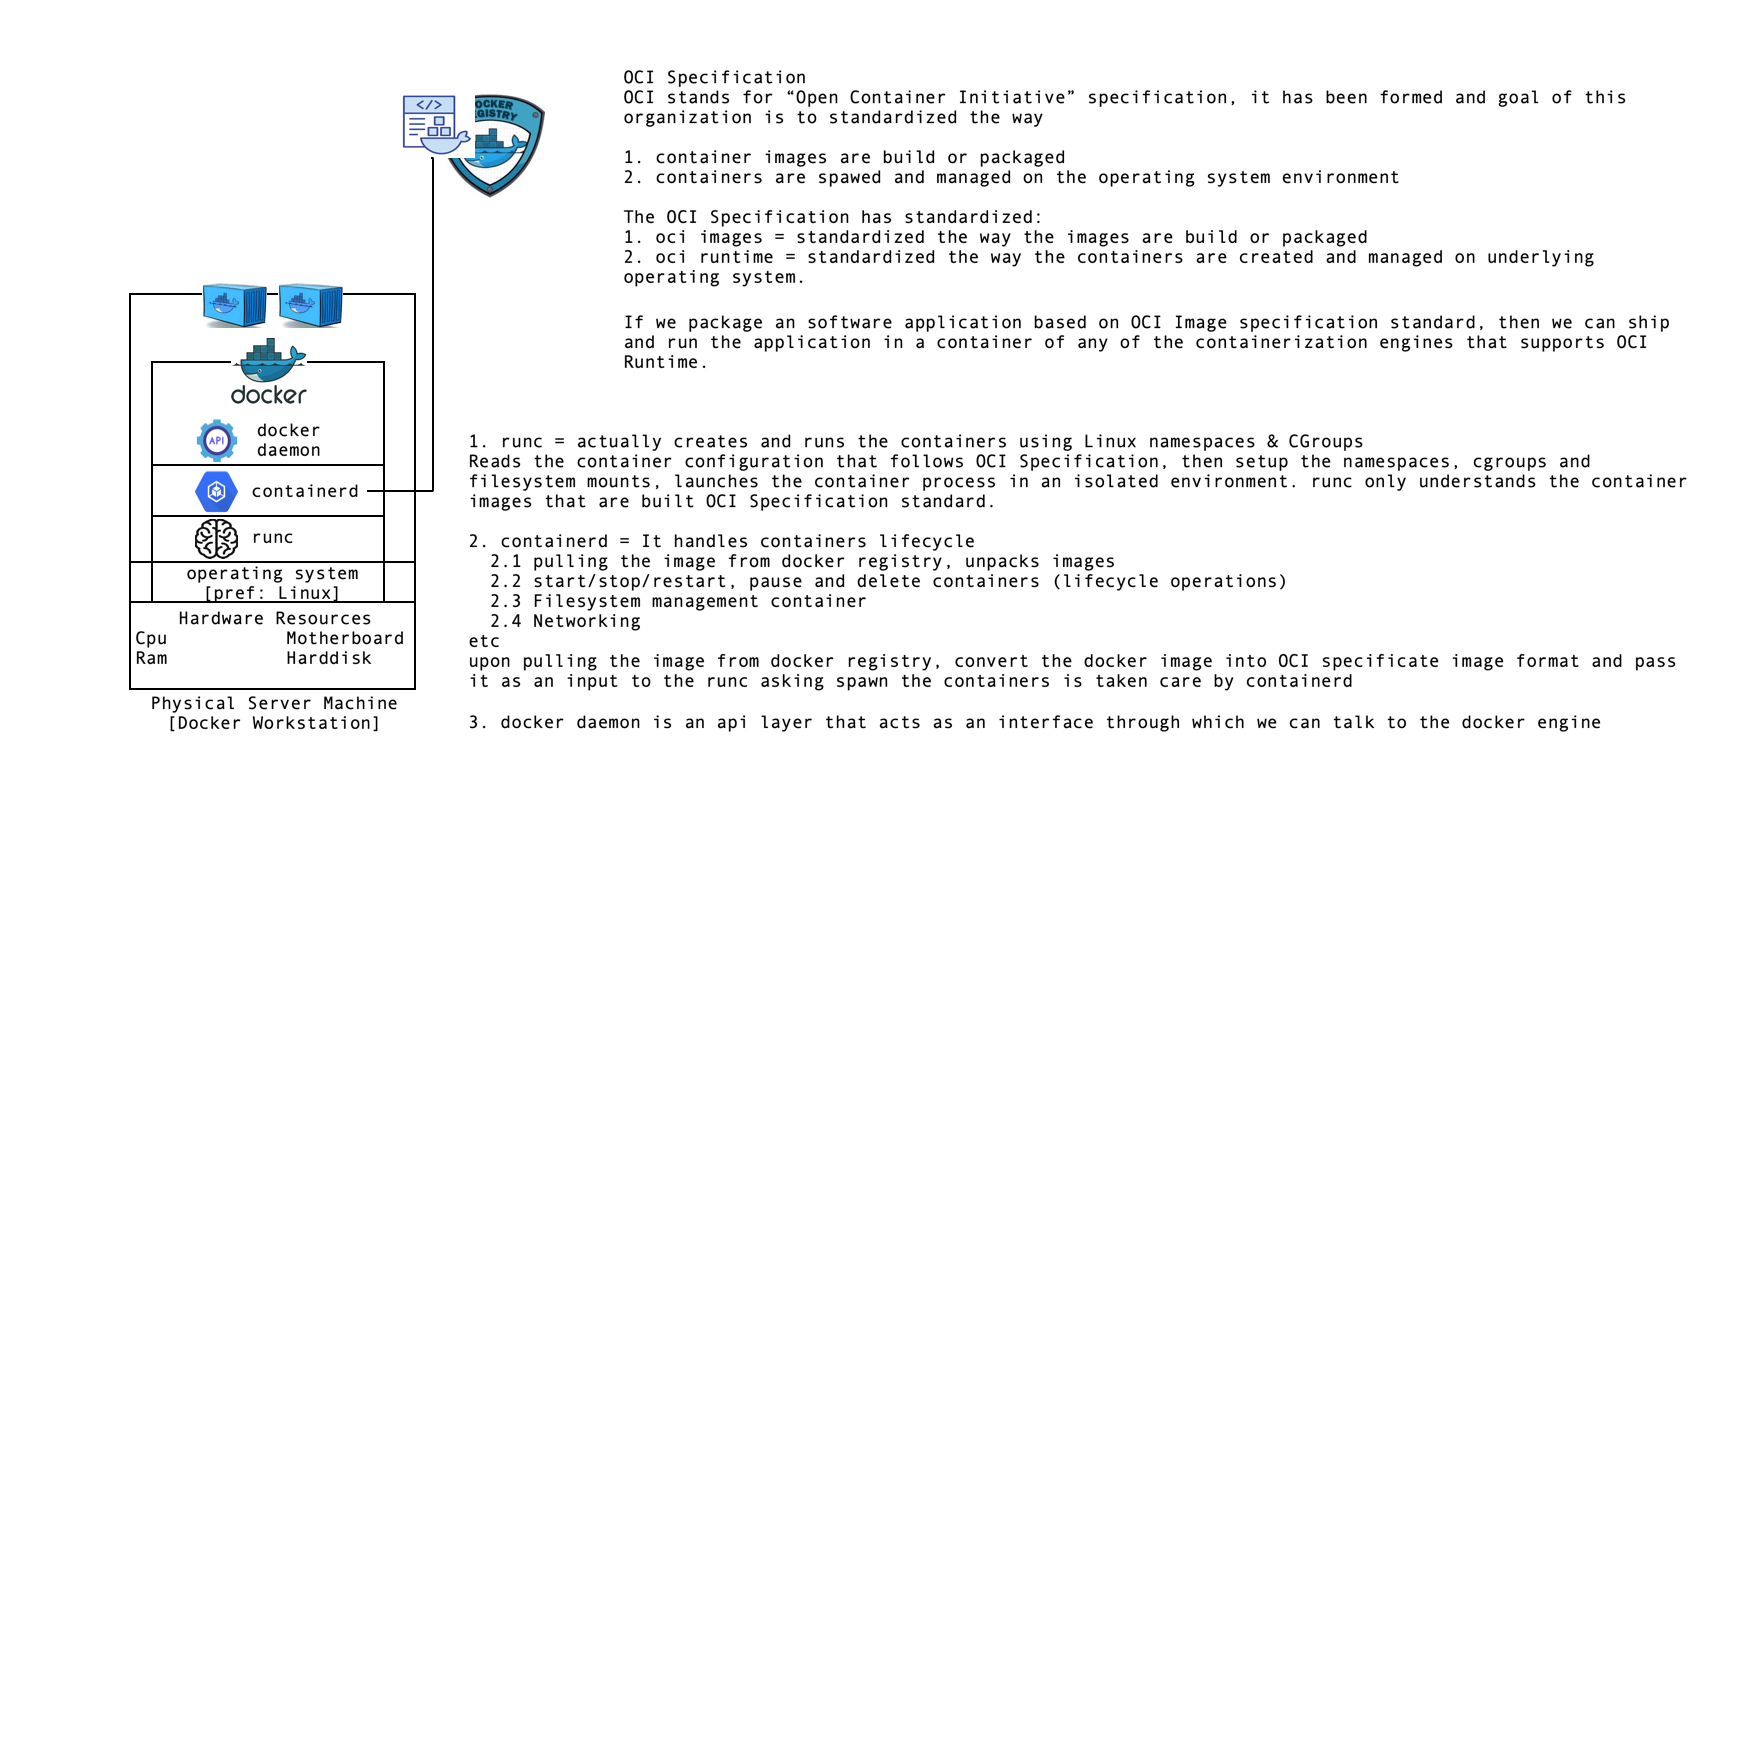 OCI Specification
OCI stands for “Open Container Initiative” specification, it has been formed and goal of this
organization is to standardized the way
1. container images are build or packaged
2. containers are spawed and managed on the operating system environment
The OCI Specification has standardized:
1. oci images = standardized the way the images are build or packaged
2. oci runtime = standardized the way the containers are created and managed on underlying
operating system.
If we package an software application based on OCI Image specification standard, then we can ship
and run the application in a container of any of the containerization engines that supports OCI
Runtime.
</>
OCKER
GISTRY
docker
API
docker
daemon
containerd
runc
operating system
[pref: Linux]
Hardware Resources
Cpu Motherboard
Ram Harddisk
Physical Server Machine
[Docker Workstation]
1. runc = actually creates and runs the containers using Linux namespaces & CGroups
Reads the container configuration that follows OCI Specification, then setup the namespaces, cgroups and
filesystem mounts, launches the container process in an isolated environment. runc only understands the container
images that are built OCI Specification standard.
2. containerd = It handles containers lifecycle
2.1 pulling the image from docker registry, unpacks images
2.2 start/stop/restart, pause and delete containers (lifecycle operations)
2.3 Filesystem management container
2.4 Networking
etc
upon pulling the image from docker registry, convert the docker image into OCI specificate image format and pass
it as an input to the runc asking spawn the containers is taken care by containerd
3. docker daemon is an api layer that acts as an interface through which we can talk to the docker engine